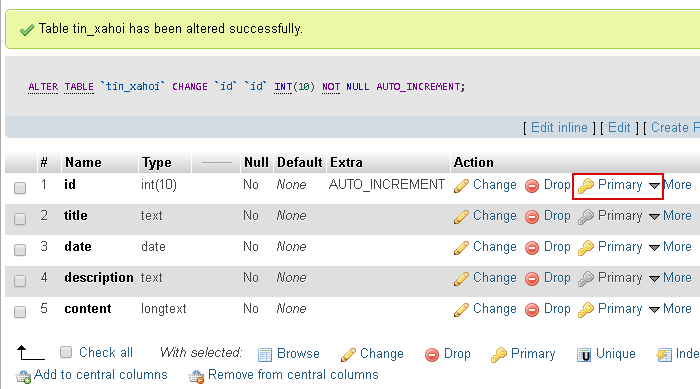 Table tin_xahoi has been altered successfully.
ALTER TABLE `tin_xahoi` CHANGE `id` `id` INT(10) NOT NULL AUTO_INCREMENT;
[ Edit inline ] [ Edit ] [ Create P
# Name Type Null Default Extra Action
1 id int(10) No None AUTO_INCREMENT Change Drop Primary More
2 title text No None Change Drop Primary More
3 date date No None Change Drop Primary More
4 description text No None Change Drop Primary More
5 content longtext No None Change Drop Primary More
Check all With selected: Browse Change Drop Primary Unique Inde
Add to central columns Remove from central columns